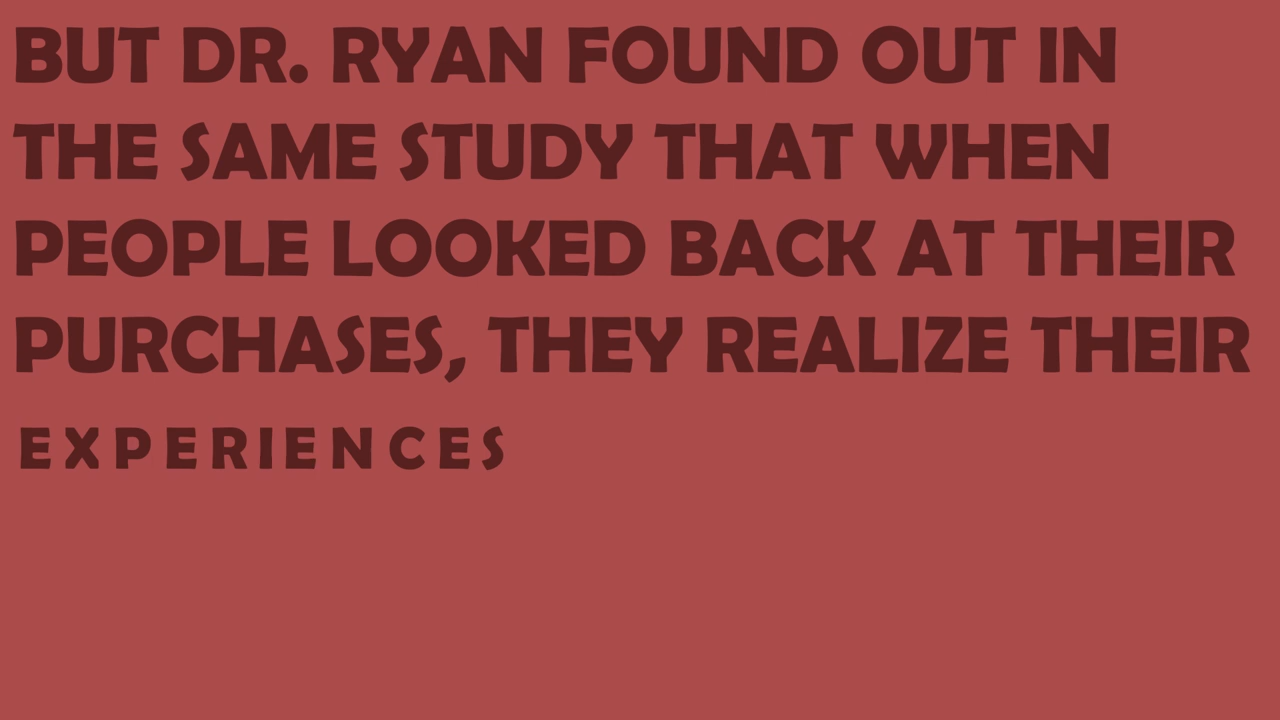 BUT DR. RYAN FOUND OUT IN
THE SAME STUDY THAT WHEN
PEOPLE LOOKED BACK AT THEIR
PURCHASES, THEY REALIZE THEIR
EXPERIENCES